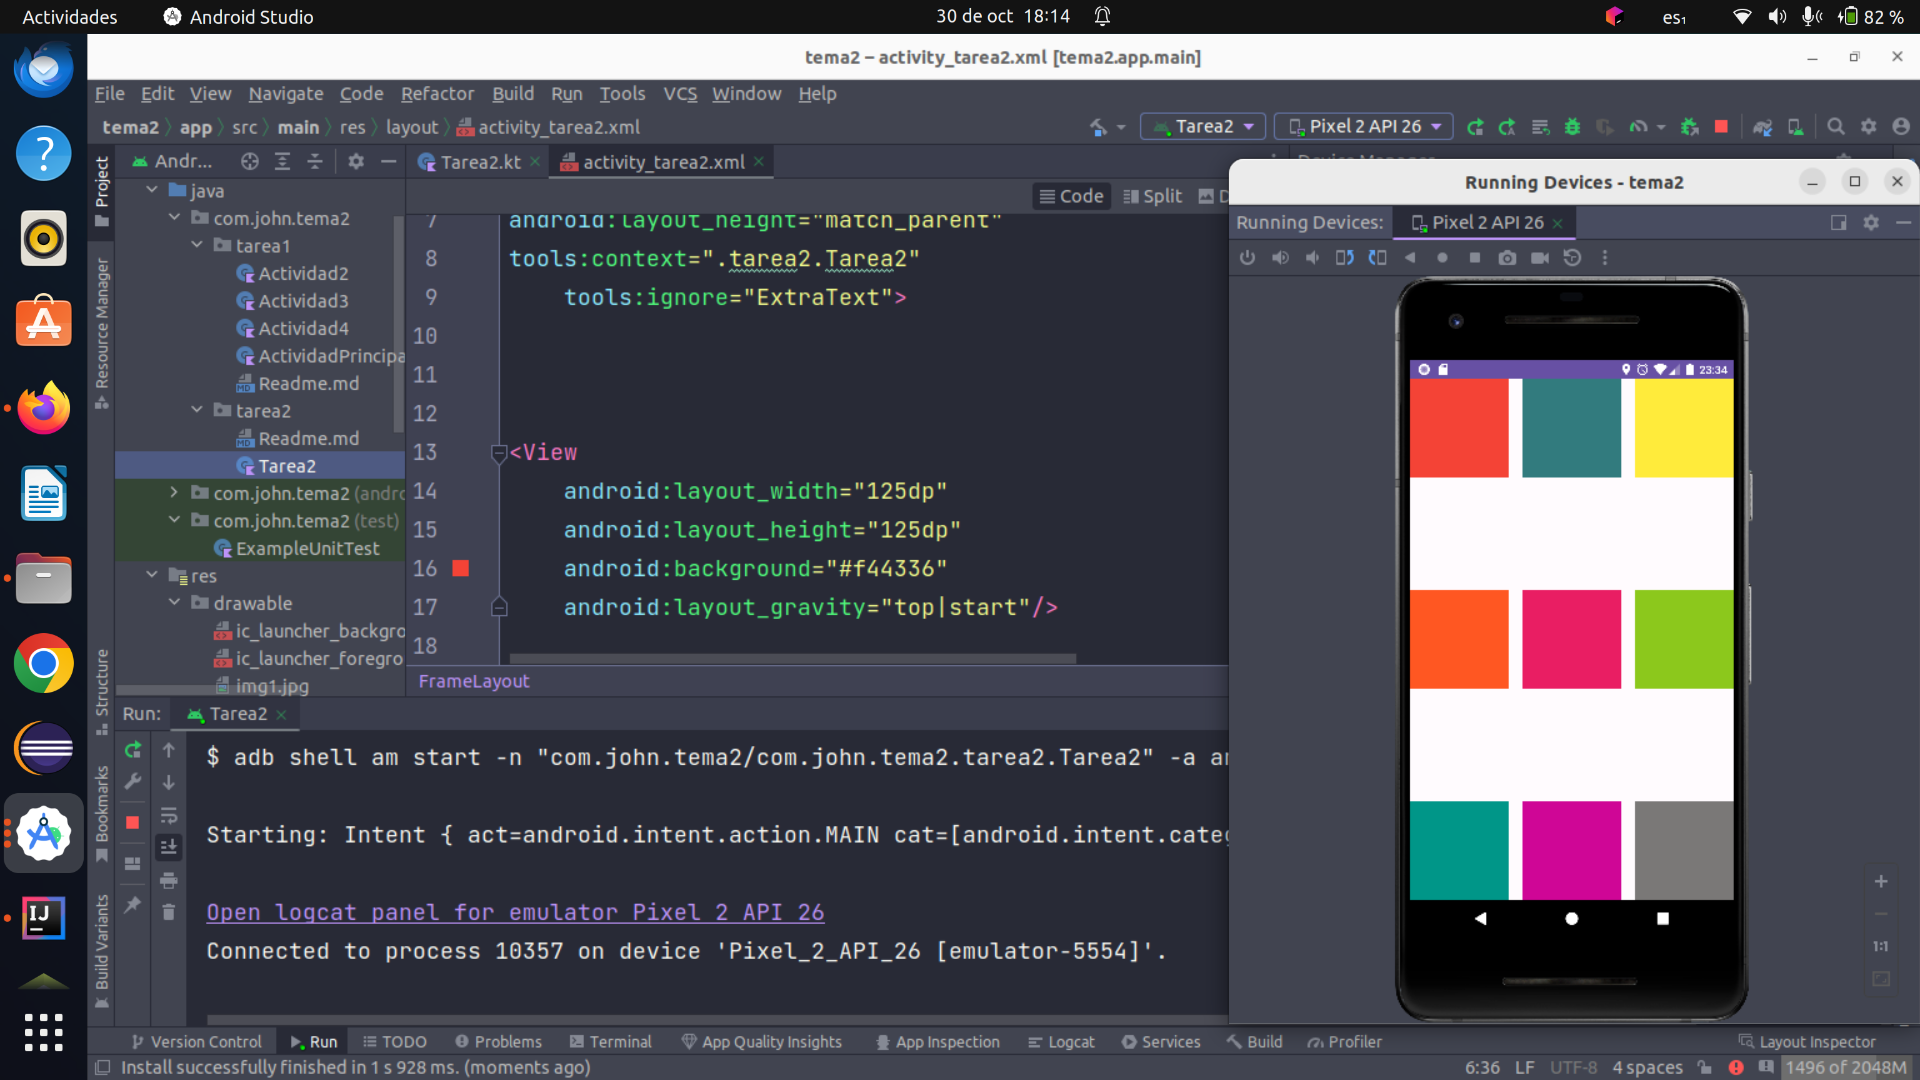 Actividades
Android Studio
30 de oct 18:14
es₁
82 %
tema2 – activity_tarea2.xml [tema2.app.main]
File Edit View Navigate Code Refactor Build Run Tools VCS Window Help
tema2 app src main res layout activity_tarea2.xml
Tarea2
Pixel 2 API 26
Project
Resource Manager
Structure
Bookmarks
Build Variants
Andr...
java
com.john.tema2
tarea1
Actividad2
Actividad3
Actividad4
ActividadPrincipa
Readme.md
tarea2
Readme.md
Tarea2
com.john.tema2 (andro
com.john.tema2 (test)
ExampleUnitTest
res
drawable
ic_launcher_backgro
ic_launcher_foregro
img1.jpg
Tarea2.kt
activity_tarea2.xml
Code Split D
7 android:layout_height="match_parent"
8 tools:context=".tarea2.Tarea2"
9 tools:ignore="ExtraText">
10
11
12
13 <View
14 android:layout_width="125dp"
15 android:layout_height="125dp"
16 android:background="#f44336"
17 android:layout_gravity="top|start"/>
18
FrameLayout
Running Devices - tema2
Running Devices: Pixel 2 API 26
23:34
1:1
Run: Tarea2
$ adb shell am start -n "com.john.tema2/com.john.tema2.tarea2.Tarea2" -a an
Starting: Intent { act=android.intent.action.MAIN cat=[android.intent.categ
Open logcat panel for emulator Pixel 2 API 26
Connected to process 10357 on device 'Pixel_2_API_26 [emulator-5554]'.
Version Control Run TODO Problems Terminal App Quality Insights App Inspection Logcat Services Build Profiler Layout Inspector
Install successfully finished in 1 s 928 ms. (moments ago)
6:36 LF UTF-8 4 spaces 1496 of 2048M